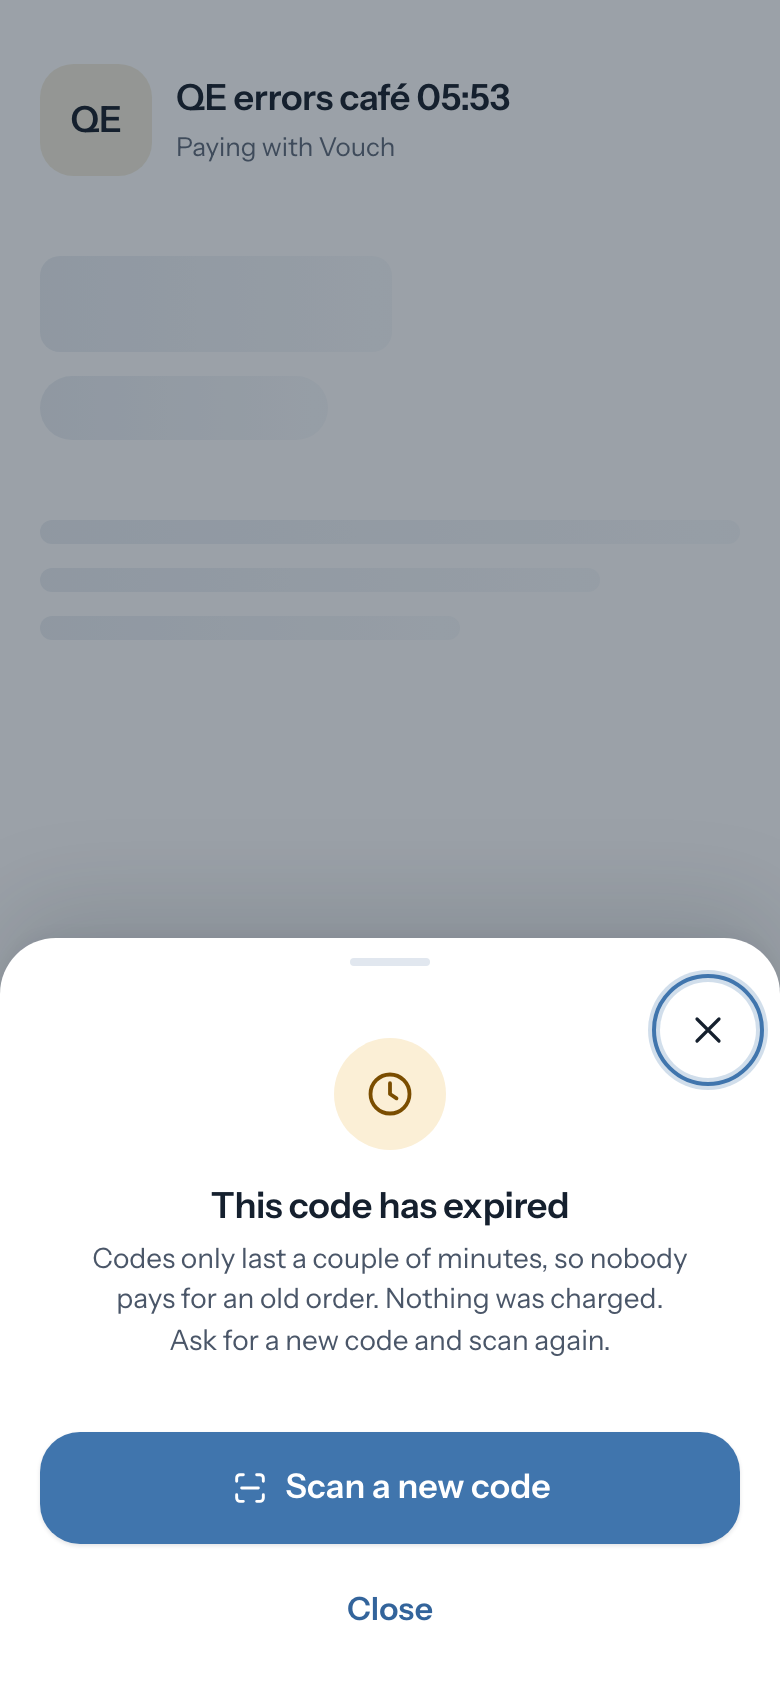 QE
QE errors café 05:53
Paying with Vouch
This code has expired
Codes only last a couple of minutes, so nobody
pays for an old order. Nothing was charged.
Ask for a new code and scan again.
Scan a new code
Close